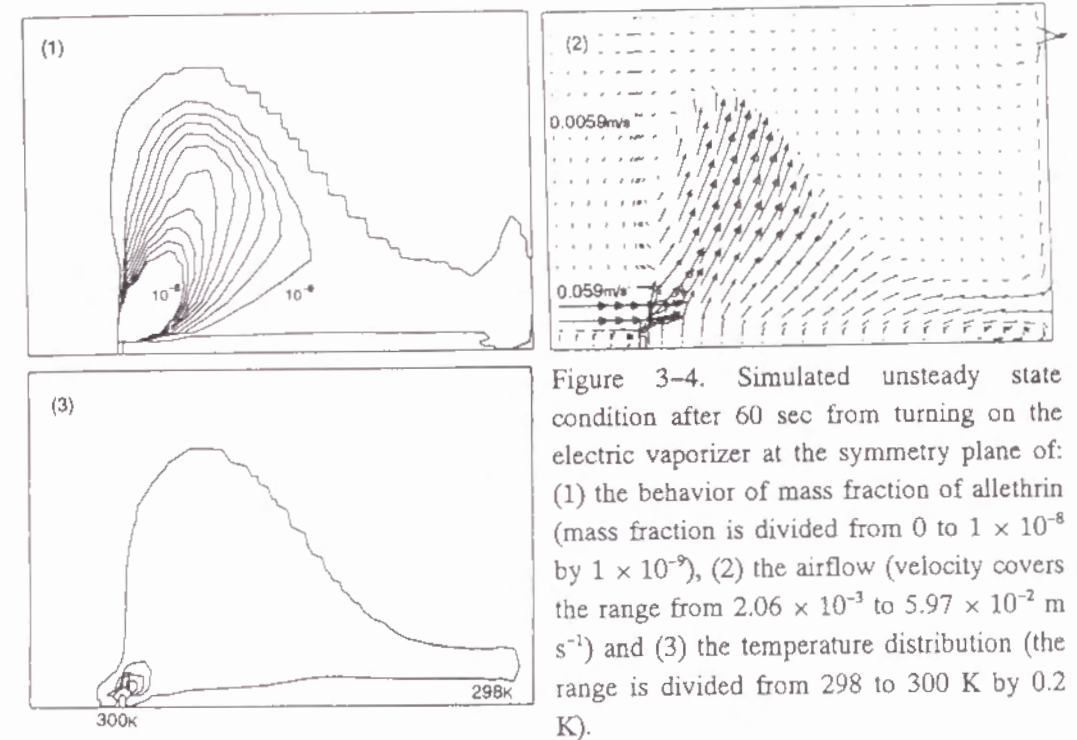 (1)
10⁻⁸
10⁻⁹
(2)
0.0059m/s
0.059m/s
(3)
298K
300K
Figure 3–4. Simulated unsteady state
condition after 60 sec from turning on the
electric vaporizer at the symmetry plane of:
(1) the behavior of mass fraction of allethrin
(mass fraction is divided from 0 to 1 × 10⁻⁸
by 1 × 10⁻⁹), (2) the airflow (velocity covers
the range from 2.06 × 10⁻³ to 5.97 × 10⁻² m
s⁻¹) and (3) the temperature distribution (the
range is divided from 298 to 300 K by 0.2
K).